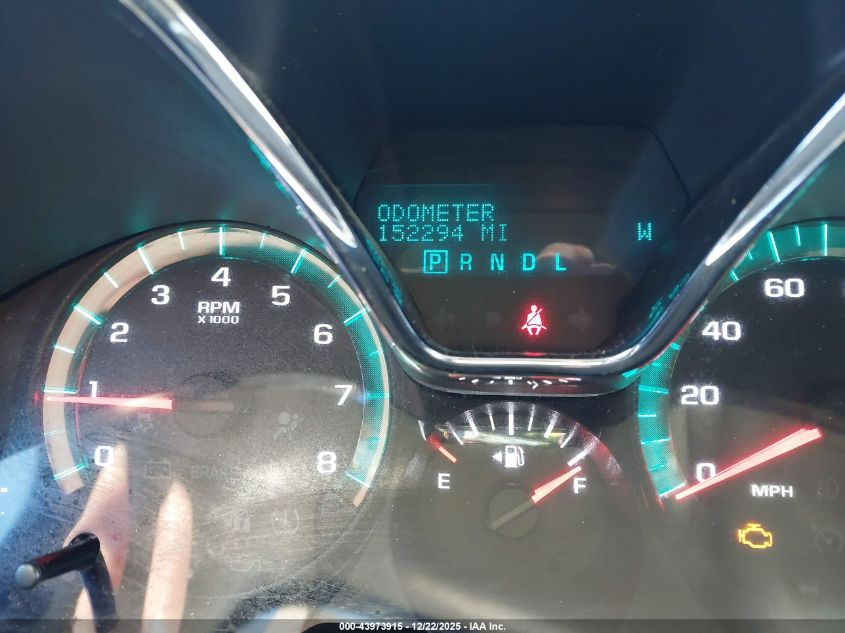 ODOMETER
152294 MI W
P R N D L
0 1 2 3 4 5 6 7 8
RPM
X1000
E F
0 20 40 60
MPH
000-43973915 - 12/22/2025 - IAA Inc.